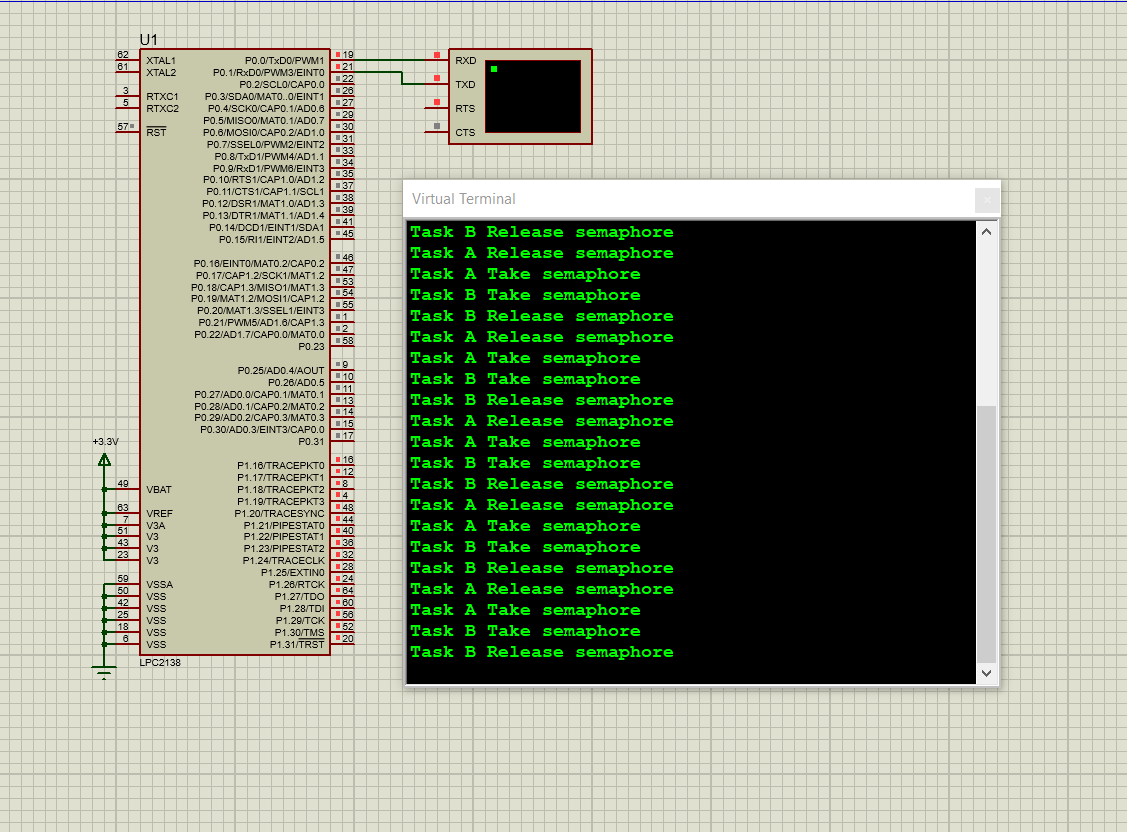 U1
62 XTAL1
61 XTAL2
3 RTXC1
5 RTXC2
57 RST
49 VBAT
63 VREF
7 V3A
51 V3
43 V3
23 V3
59 VSSA
50 VSS
42 VSS
25 VSS
18 VSS
6 VSS
+3.3V
P0.0/TxD0/PWM1 19
P0.1/RxD0/PWM3/EINT0 21
P0.2/SCL0/CAP0.0 22
P0.3/SDA0/MAT0..0/EINT1 26
P0.4/SCK0/CAP0.1/AD0.6 27
P0.5/MISO0/MAT0.1/AD0.7 29
P0.6/MOSI0/CAP0.2/AD1.0 30
P0.7/SSEL0/PWM2/EINT2 31
P0.8/TxD1/PWM4/AD1.1 33
P0.9/RxD1/PWM6/EINT3 34
P0.10/RTS1/CAP1.0/AD1.2 35
P0.11/CTS1/CAP1.1/SCL1 37
P0.12/DSR1/MAT1.0/AD1.3 38
P0.13/DTR1/MAT1.1/AD1.4 39
P0.14/DCD1/EINT1/SDA1 41
P0.15/RI1/EINT2/AD1.5 45
P0.16/EINT0/MAT0.2/CAP0.2 46
P0.17/CAP1.2/SCK1/MAT1.2 47
P0.18/CAP1.3/MISO1/MAT1.3 53
P0.19/MAT1.2/MOSI1/CAP1.2 54
P0.20/MAT1.3/SSEL1/EINT3 55
P0.21/PWM5/AD1.6/CAP1.3 1
P0.22/AD1.7/CAP0.0/MAT0.0 2
P0.23 58
P0.25/AD0.4/AOUT 9
P0.26/AD0.5 10
P0.27/AD0.0/CAP0.1/MAT0.1 11
P0.28/AD0.1/CAP0.2/MAT0.2 13
P0.29/AD0.2/CAP0.3/MAT0.3 14
P0.30/AD0.3/EINT3/CAP0.0 15
P0.31 17
P1.16/TRACEPKT0 16
P1.17/TRACEPKT1 12
P1.18/TRACEPKT2 8
P1.19/TRACEPKT3 4
P1.20/TRACESYNC 48
P1.21/PIPESTAT0 44
P1.22/PIPESTAT1 40
P1.23/PIPESTAT2 36
P1.24/TRACECLK 32
P1.25/EXTIN0 28
P1.26/RTCK 24
P1.27/TDO 64
P1.28/TDI 60
P1.29/TCK 56
P1.30/TMS 52
P1.31/TRST 20
LPC2138
RXD
TXD
RTS
CTS
Virtual Terminal
Task B Release semaphore
Task A Release semaphore
Task A Take semaphore
Task B Take semaphore
Task B Release semaphore
Task A Release semaphore
Task A Take semaphore
Task B Take semaphore
Task B Release semaphore
Task A Release semaphore
Task A Take semaphore
Task B Take semaphore
Task B Release semaphore
Task A Release semaphore
Task A Take semaphore
Task B Take semaphore
Task B Release semaphore
Task A Release semaphore
Task A Take semaphore
Task B Take semaphore
Task B Release semaphore